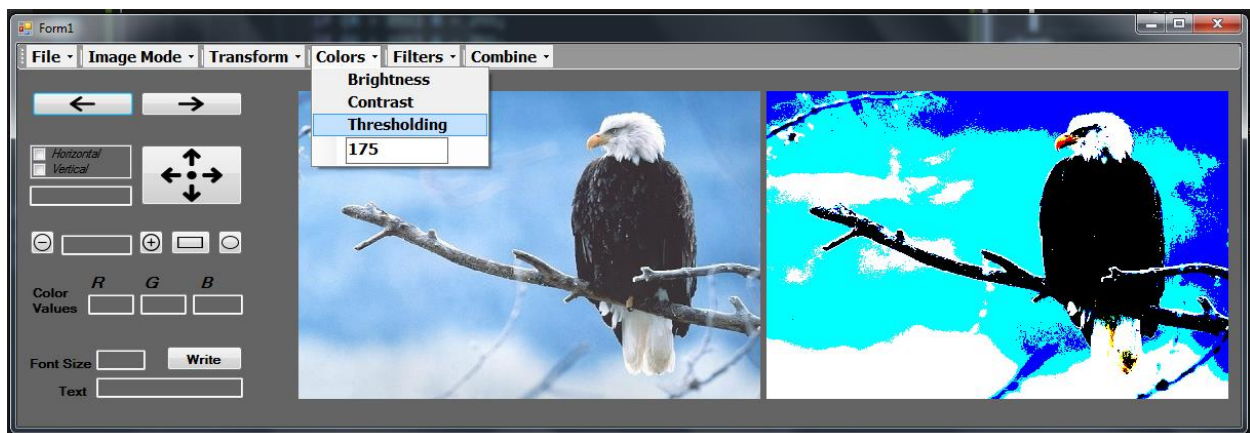 Form1
File Image Mode Transform Colors Filters Combine
Brightness
Contrast
Thresholding
175
Horizontal
Vertical
R G B
Color
Values
Font Size Write
Text